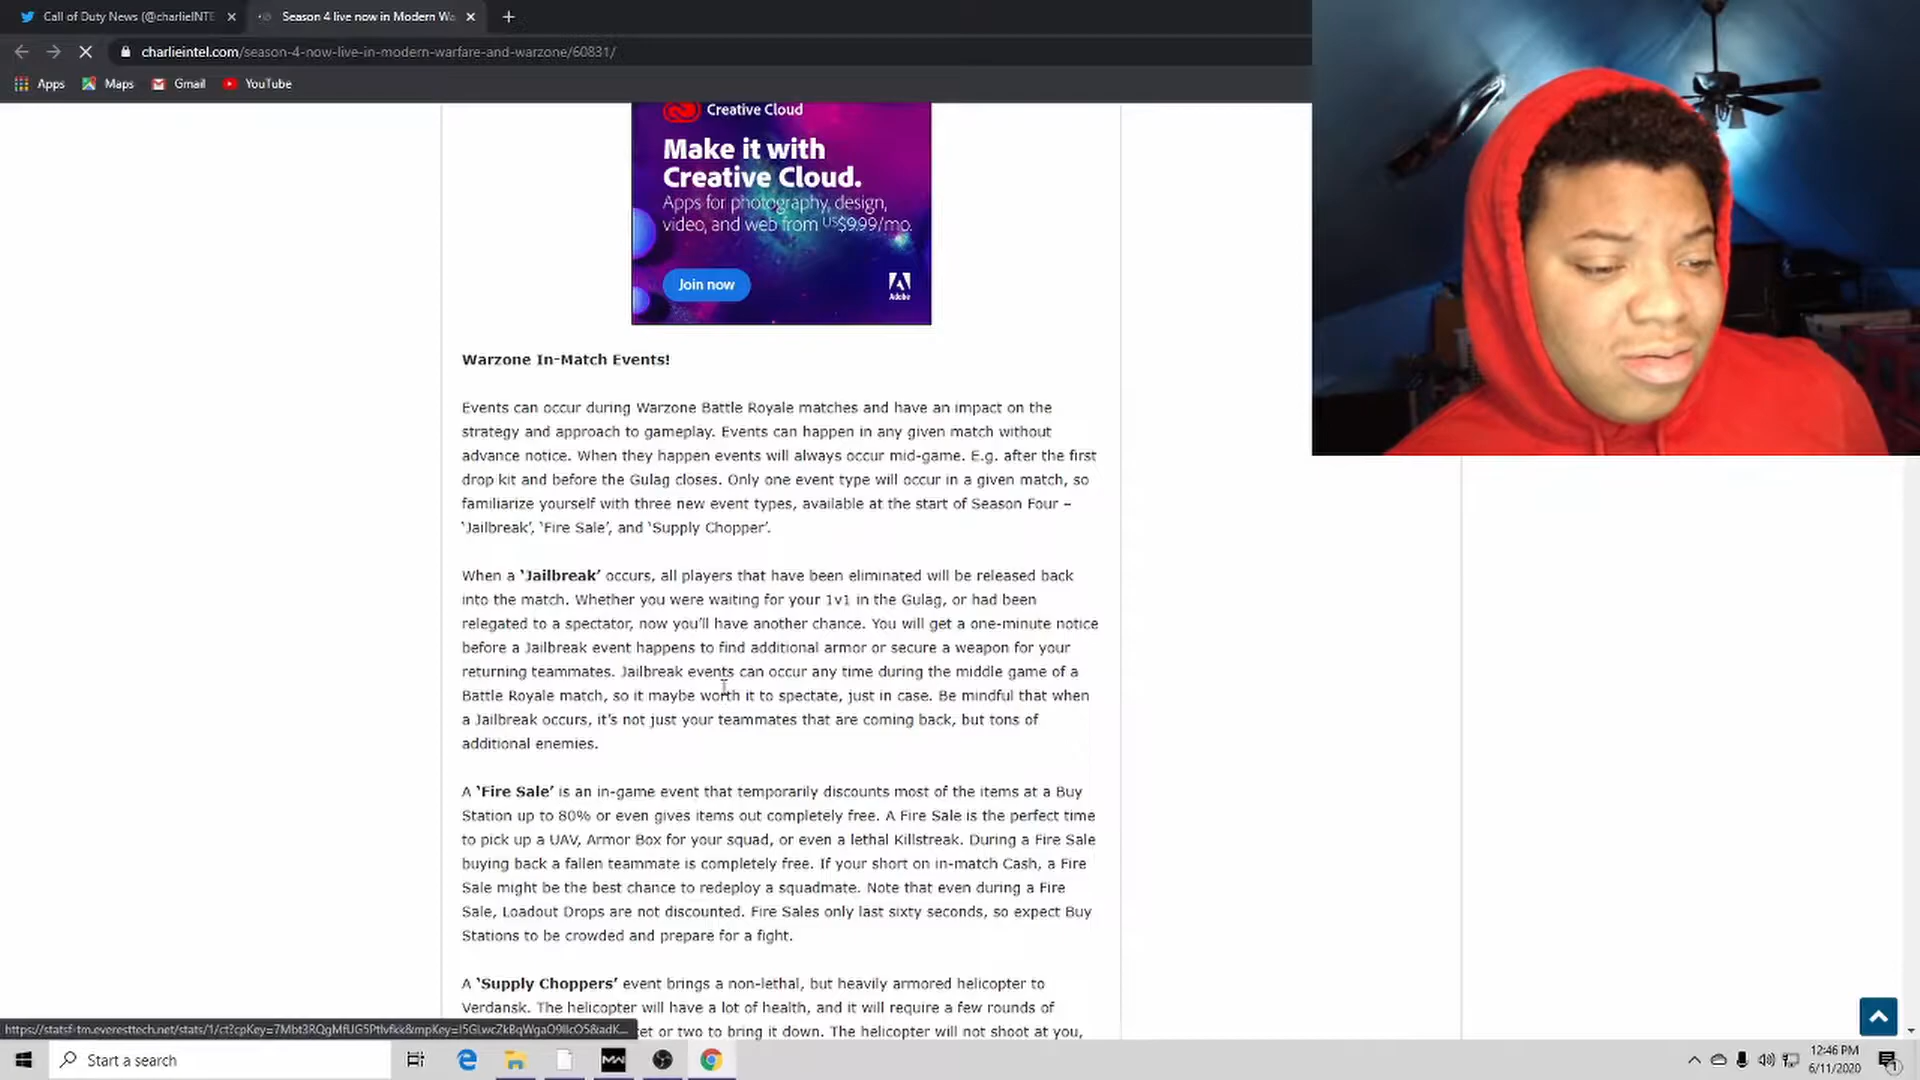 Call of Duty News (@charlieINTE
Season 4 live now in Modern Wa
charlieintel.com/season-4-now-live-in-modern-warfare-and-warzone/60831/
Apps Maps Gmail YouTube
Creative Cloud
Make it with
Creative Cloud.
Apps for photography, design,
video, and web from US$9.99/mo.
Join now
Adobe
Warzone In-Match Events!
Events can occur during Warzone Battle Royale matches and have an impact on the
strategy and approach to gameplay. Events can happen in any given match without
advance notice. When they happen events will always occur mid-game. E.g. after the first
drop kit and before the Gulag closes. Only one event type will occur in a given match, so
familiarize yourself with three new event types, available at the start of Season Four –
‘Jailbreak’, ‘Fire Sale’, and ‘Supply Chopper’.
When a ‘Jailbreak’ occurs, all players that have been eliminated will be released back
into the match. Whether you were waiting for your 1v1 in the Gulag, or had been
relegated to a spectator, now you’ll have another chance. You will get a one-minute notice
before a Jailbreak event happens to find additional armor or secure a weapon for your
returning teammates. Jailbreak events can occur any time during the middle game of a
Battle Royale match, so it maybe worth it to spectate, just in case. Be mindful that when
a Jailbreak occurs, it’s not just your teammates that are coming back, but tons of
additional enemies.
A ‘Fire Sale’ is an in-game event that temporarily discounts most of the items at a Buy
Station up to 80% or even gives items out completely free. A Fire Sale is the perfect time
to pick up a UAV, Armor Box for your squad, or even a lethal Killstreak. During a Fire Sale
buying back a fallen teammate is completely free. If your short on in-match Cash, a Fire
Sale might be the best chance to redeploy a squadmate. Note that even during a Fire
Sale, Loadout Drops are not discounted. Fire Sales only last sixty seconds, so expect Buy
Stations to be crowded and prepare for a fight.
A ‘Supply Choppers’ event brings a non-lethal, but heavily armored helicopter to
Verdansk. The helicopter will have a lot of health, and it will require a few rounds of
or two to bring it down. The helicopter will not shoot at you,
Start a search
MW
12:46 PM
6/11/2020
1